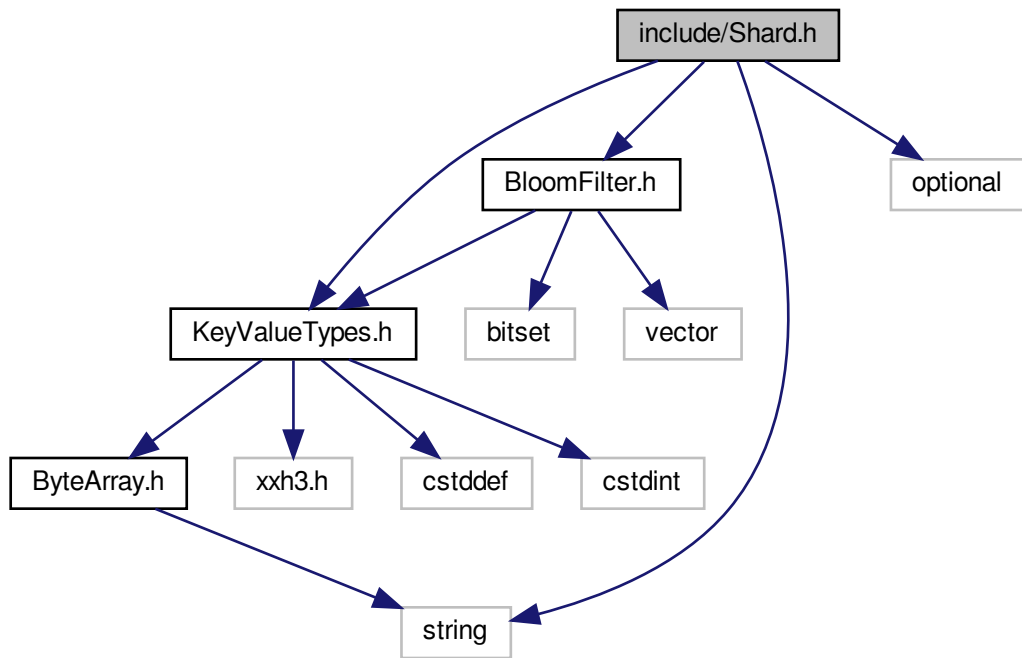 include/Shard.h
BloomFilter.h
optional
KeyValueTypes.h
bitset
vector
ByteArray.h
xxh3.h
cstddef
cstdint
string